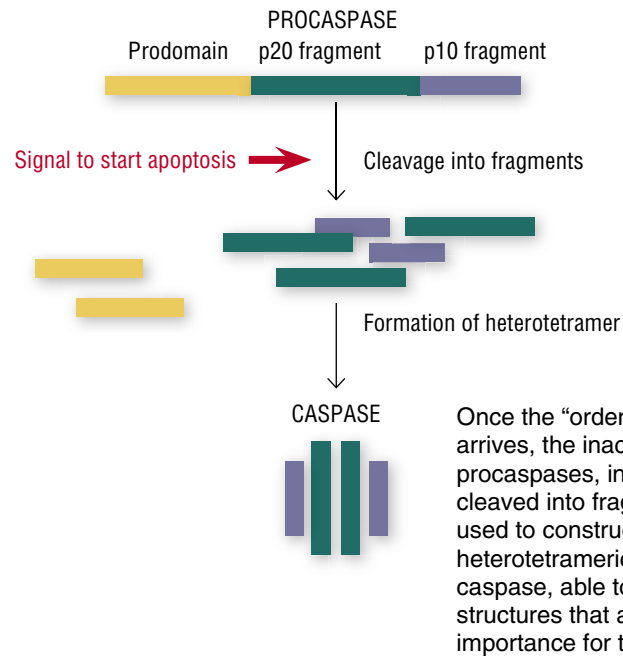 PROCASPASE
Prodomain p20 fragment p10 fragment
Signal to start apoptosis
Cleavage into fragments
Formation of heterotetramer
CASPASE
Once the “order
arrives, the inac
procaspases, in
cleaved into frag
used to construc
heterotetrameric
caspase, able to
structures that a
importance for t